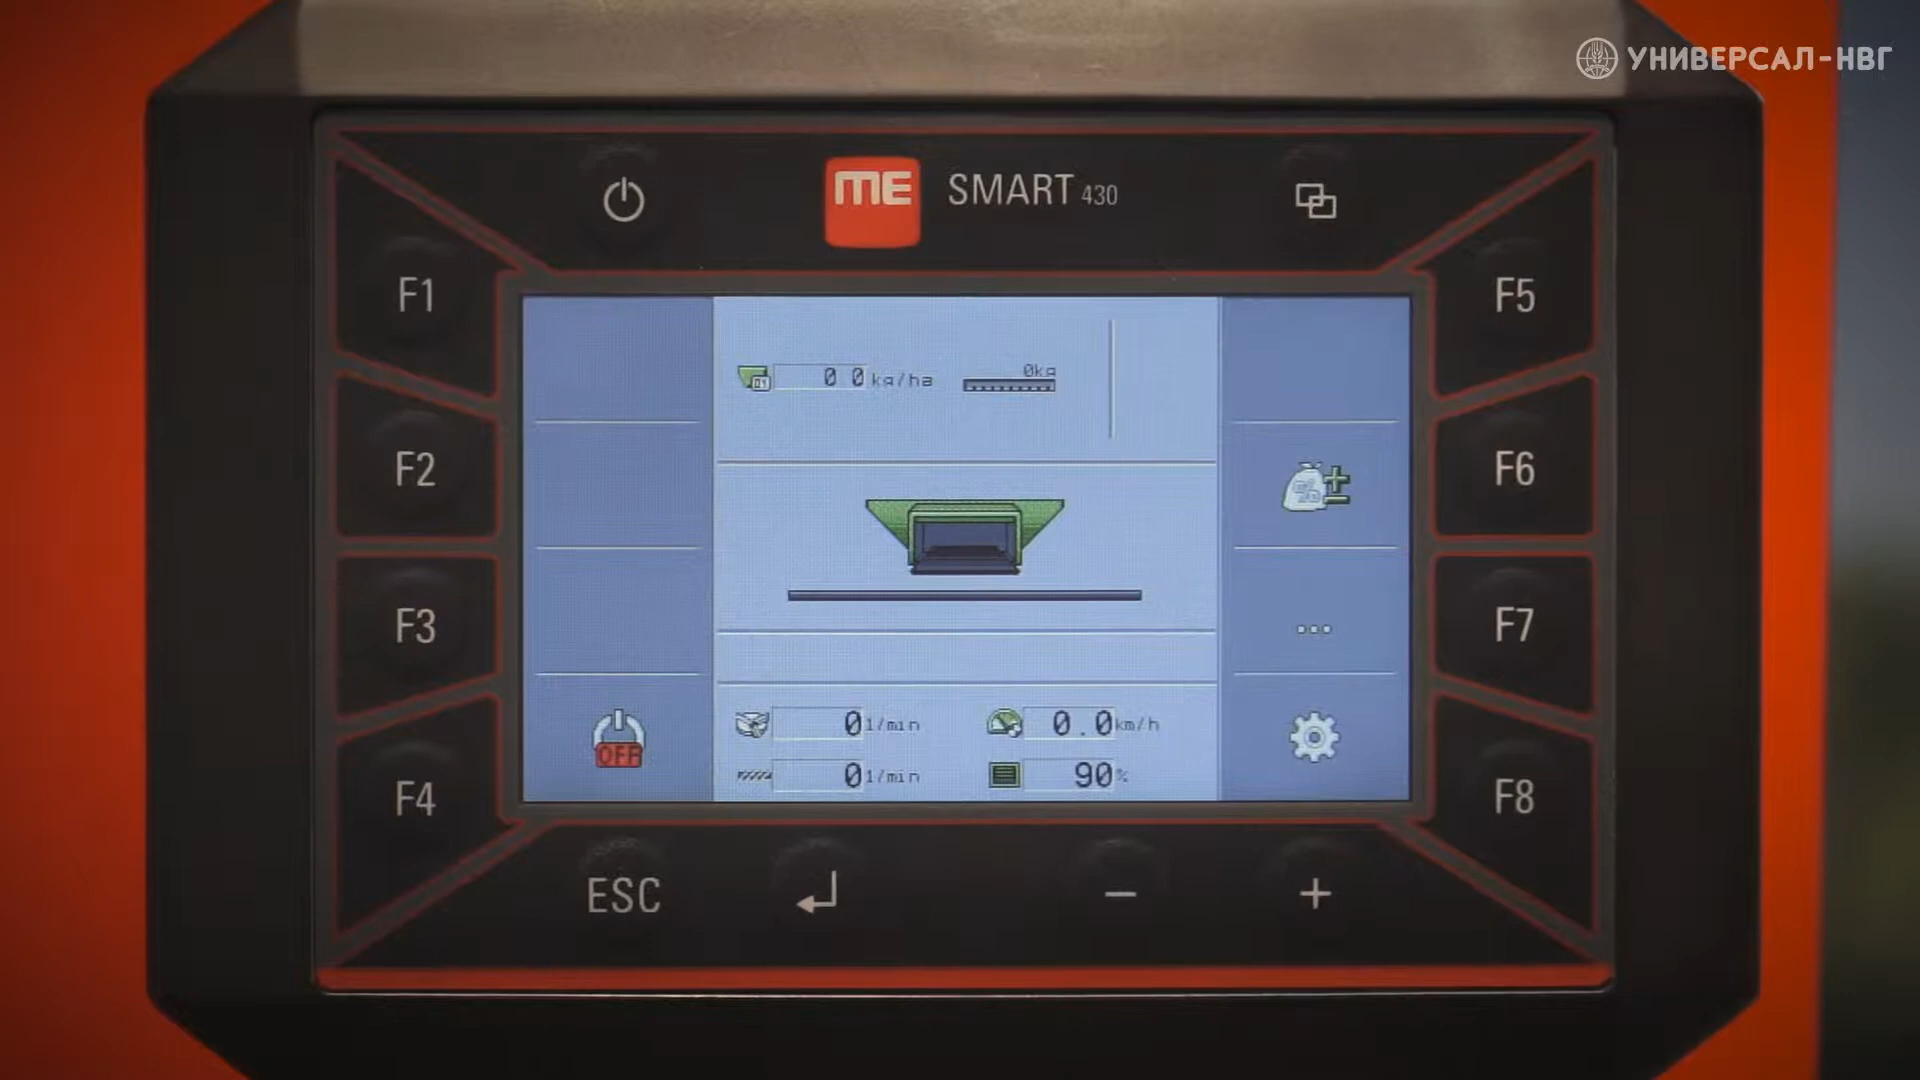 УНИВЕРСАЛ-НВГ
ME SMART 430
F1
F2
F3
F4
F5
F6
F7
F8
01 0 0 kg/ha 0kg
%
...
OFF
0 1/min 0.0 km/h
0 1/min 90 %
ESC
- +